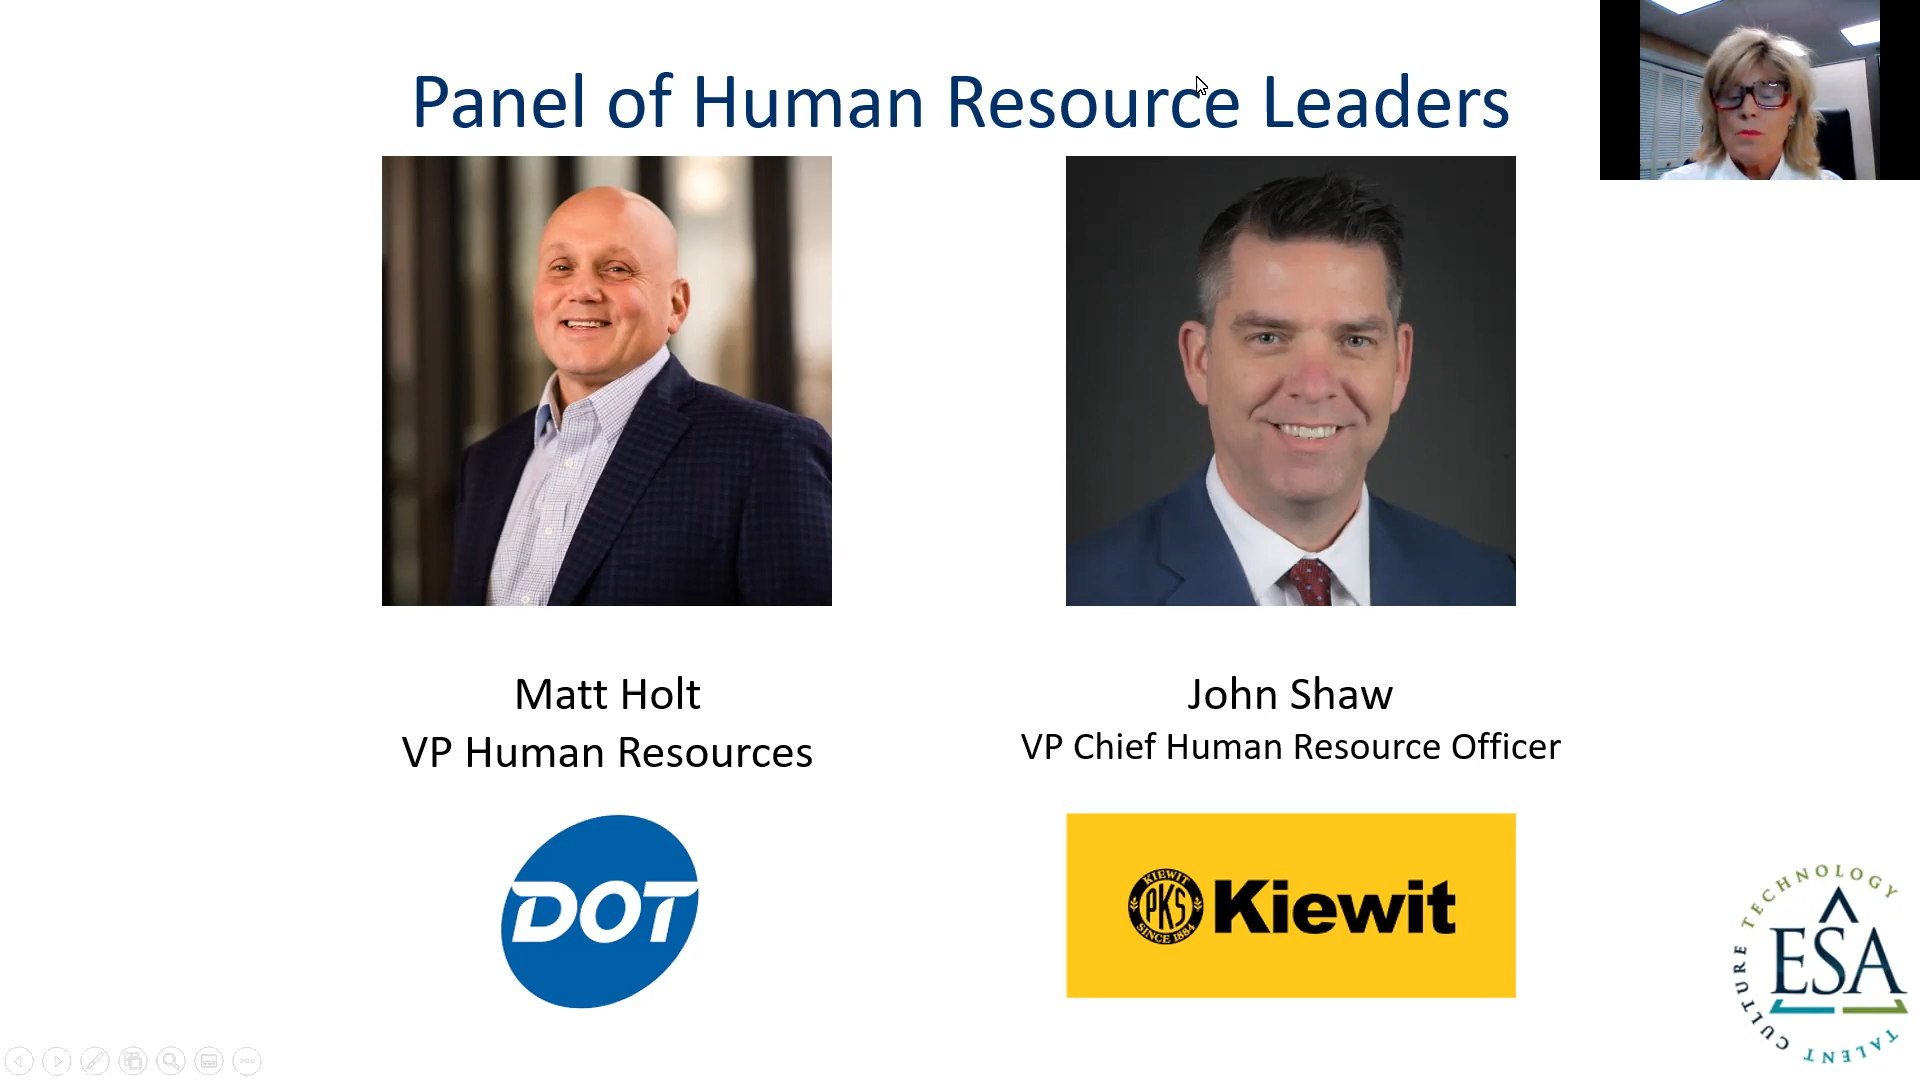 Panel of Human Resource Leaders
Matt Holt
VP Human Resources
John Shaw
VP Chief Human Resource Officer
DOT
KIEWIT
PKS
SINCE 1884
Kiewit
TECHNOLOGY
CULTURE
ESA
TALENT